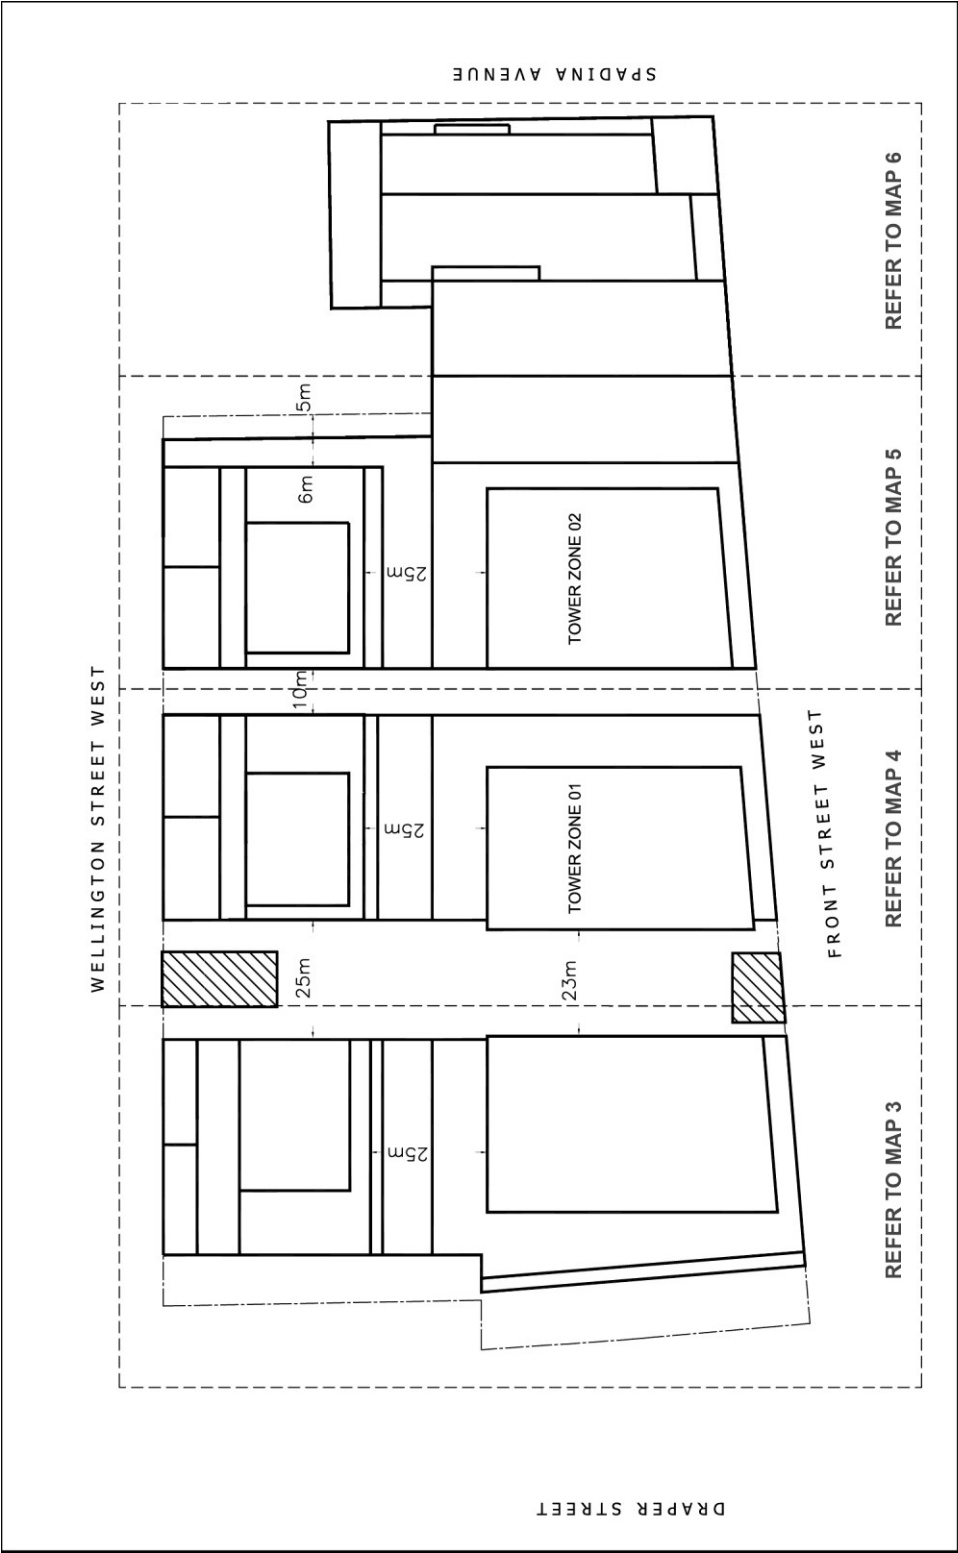 SPADINA AVENUE
REFER TO MAP 6
5m
6m
REFER TO MAP 5
TOWER ZONE 02
25m
WELLINGTON STREET WEST
10m
FRONT STREET WEST
REFER TO MAP 4
TOWER ZONE 01
25m
25m
23m
REFER TO MAP 3
25m
DRAPER STREET